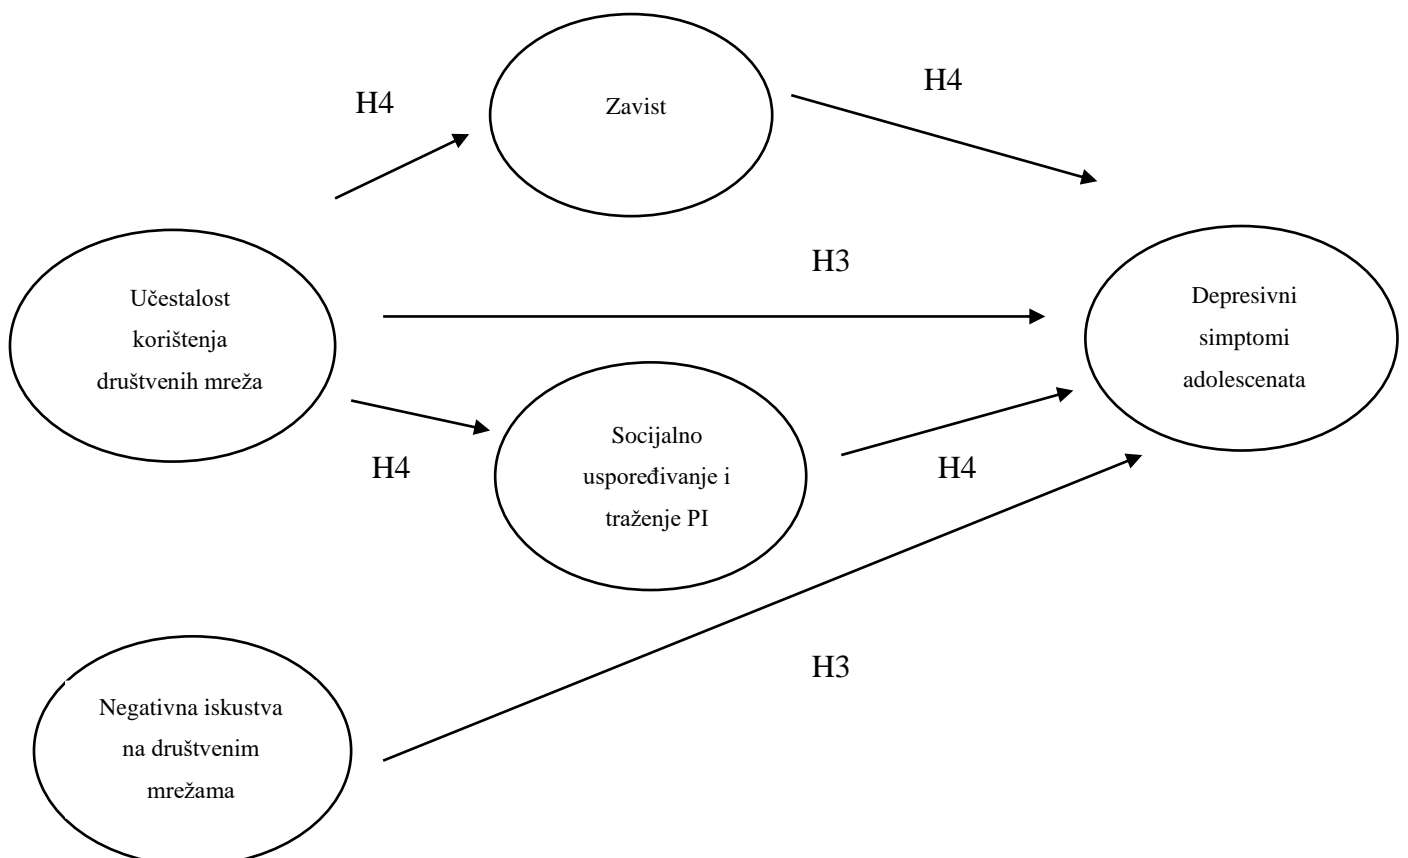 H4
Zavist
H4
H3
Učestalost
korištenja
društvenih mreža
Depresivni
simptomi
adolescenata
H4
Socijalno
uspoređivanje i
traženje PI
H4
H3
Negativna iskustva
na društvenim
mrežama